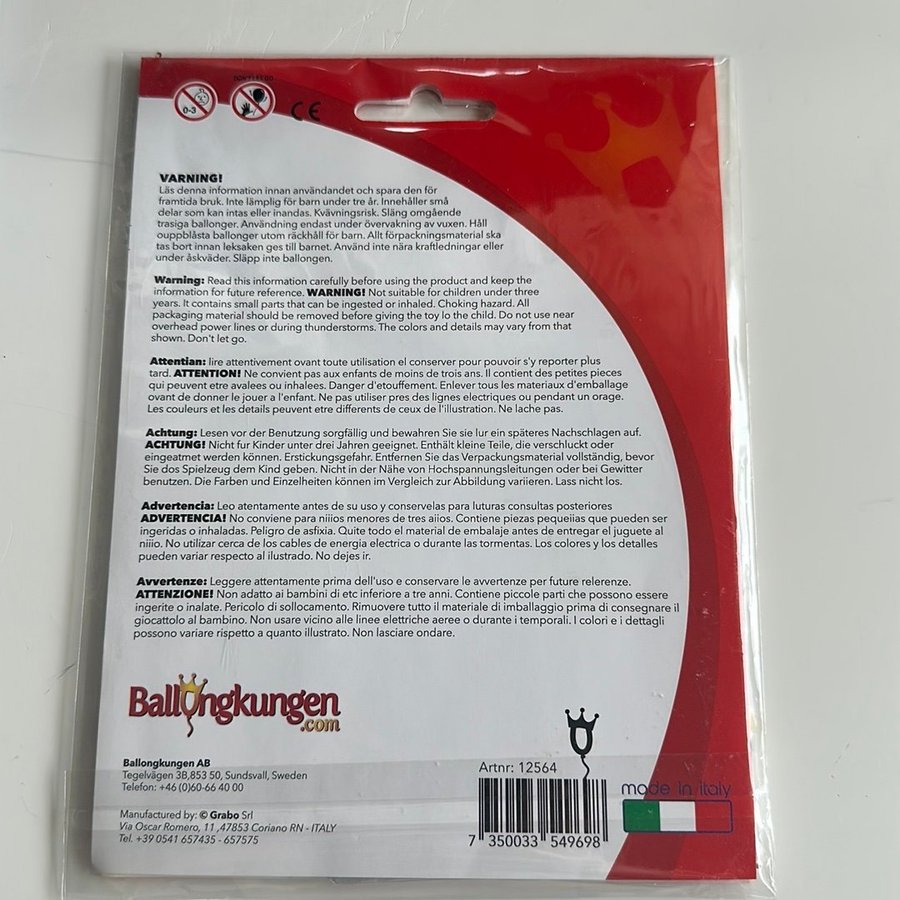 0-3
DON'T LET GO
CE
VARNING!
Läs denna information innan användandet och spara den för
framtida bruk. Inte lämplig för barn under tre år. Innehåller små
delar som kan intas eller inandas. Kvävningsrisk. Släng omgående
trasiga ballonger. Användning endast under övervakning av vuxen. Håll
ouppblåsta ballonger utom räckhåll för barn. Allt förpackningsmaterial ska
tas bort innan leksaken ges till barnet. Använd inte nära kraftledningar eller
under åskväder. Släpp inte ballongen.
Warning: Read this information carefully before using the product and keep the
information for future reference. WARNING! Not suitable for children under three
years. It contains small parts that can be ingested or inhaled. Choking hazard. All
packaging material should be removed before giving the toy lo the child. Do not use near
overhead power lines or during thunderstorms. The colors and details may vary from that
shown. Don't let go.
Attentian: lire attentivement ovant toute utilisation el conserver pour pouvoir s'y reporter plus
tard. ATTENTION! Ne convient pas aux enfants de moins de trois ans. Il contient des petites pieces
qui peuvent etre avalees ou inhalees. Danger d'etouffement. Enlever tous les materiaux d'emballage
ovant de donner le jouer a l'enfant. Ne pas utiliser pres des lignes electriques ou pendant un orage.
Les couleurs et les details peuvent etre differents de ceux de l'illustration. Ne lache pas.
Achtung: Lesen vor der Benutzung sorgfällig und bewahren Sie sie lur ein späteres Nachschlagen auf.
ACHTUNG! Nicht fur Kinder unter drei Jahren geeignet. Enthält kleine Teile, die verschluckt oder
eingeatmet werden können. Erstickungsgefahr. Entfernen Sie das Verpackungsmaterial vollständig, bevor
Sie dos Spielzeug dem Kind geben. Nicht in der Nähe von Hochspannungsleitungen oder bei Gewitter
benutzen. Die Farben und Einzelheiten können im Vergleich zur Abbildung variieren. Lass nicht los.
Advertencia: Leo atentamente antes de su uso y conservelas para luturas consultas posteriores
ADVERTENCIA! No conviene para niiios menores de tres aiios. Contiene piezas pequeiias que pueden ser
ingeridas o inhaladas. Peligro de asfixia. Quite todo el material de embalaje antes de entregar el juguete al
niiio. No utilizar cerca de los cables de energia electrica o durante las tormentas. Los colores y los detalles
pueden variar respecto al ilustrado. No dejes ir.
Avvertenze: Leggere attentamente prima dell'uso e conservare le avvertenze per future relerenze.
ATTENZIONE! Non adatto ai bambini di etc inferiore a tre anni. Contiene piccole parti che possono essere
ingerite o inalate. Pericolo di sollocamento. Rimuovere tutto il materiale di imballaggio prima di consegnare il
giocattolo al bambino. Non usare vicino alle linee elettriche aeree o durante i temporali. I colori e i dettagli
possono variare rispetto a quanto illustrato. Non lasciare ondare.
Ballongkungen
.com
Ballongkungen AB
Tegelvägen 3B,853 50, Sundsvall, Sweden
Telefon: +46 (0)60-66 40 00
Manufactured by: © Grabo Srl
Via Oscar Romero, 11 ,47853 Coriano RN - ITALY
Tel. +39 0541 657435 - 657575
Artnr: 12564
7 350033 549698
made in italy